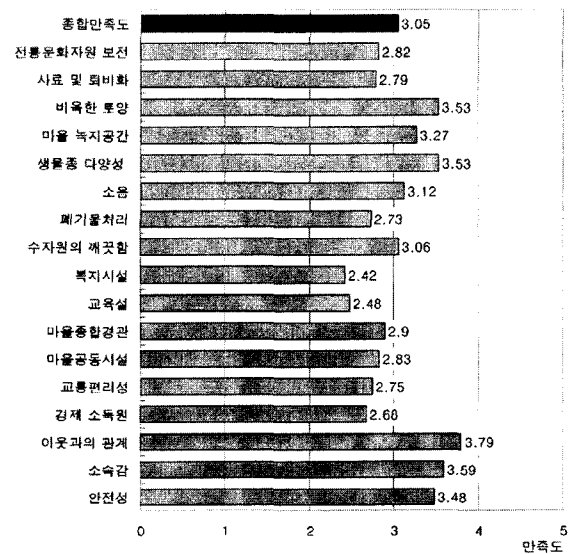 종합만족도 3.05
전통문화자원 보전 2.82
사료 및 퇴비화 2.79
비옥한 토양 3.53
마을 녹지공간 3.27
생물종 다양성 3.53
소음 3.12
폐기물처리 2.73
수자원의 깨끗함 3.06
복지시설 2.42
교육설 2.48
마을종합경관 2.9
마을공동시설 2.83
교통편리성 2.75
경제 소득원 2.68
이웃과의 관계 3.79
소속감 3.59
안전성 3.48
0 1 2 3 4 5
만족도